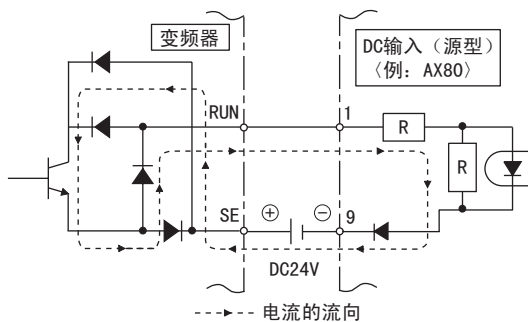 变频器
DC输入（源型）
〈例：AX80〉
RUN
1
R
R
SE
⊕
⊖
9
DC24V
电流的流向